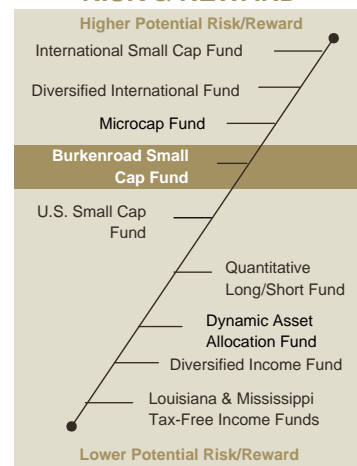 RISK & REWARD
Higher Potential Risk/Reward
International Small Cap Fund
Diversified International Fund
Microcap Fund
Burkenroad Small
Cap Fund
U.S. Small Cap
Fund
Quantitative
Long/Short Fund
Dynamic Asset
Allocation Fund
Diversified Income Fund
Louisiana & Mississippi
Tax-Free Income Funds
Lower Potential Risk/Reward